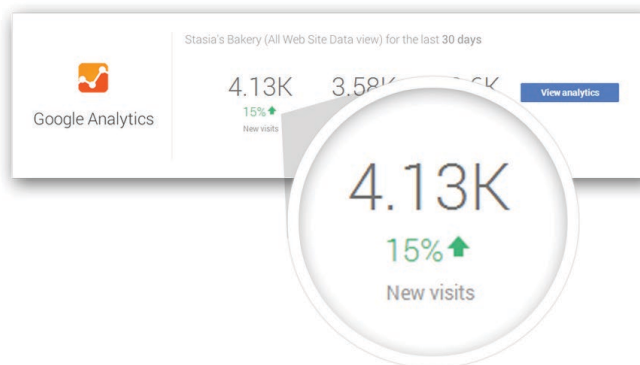 Stasia's Bakery (All Web Site Data view) for the last 30 days
Google Analytics
4.13K
15%
New visits
View analytics
4.13K
15%
New visits